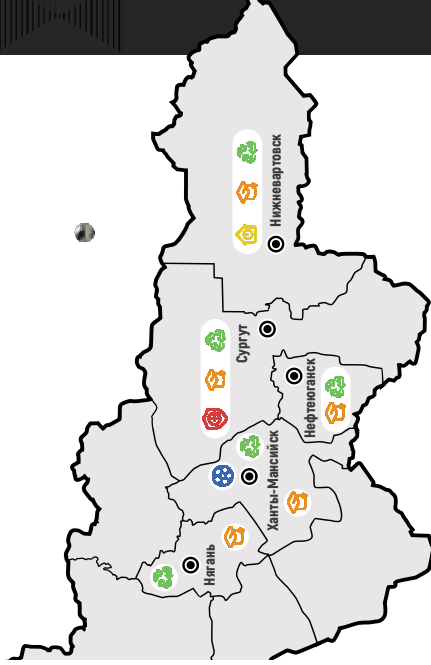 Нижневартовск
Сургут
Нефтеюганск
Ханты-Мансийск
Нягань